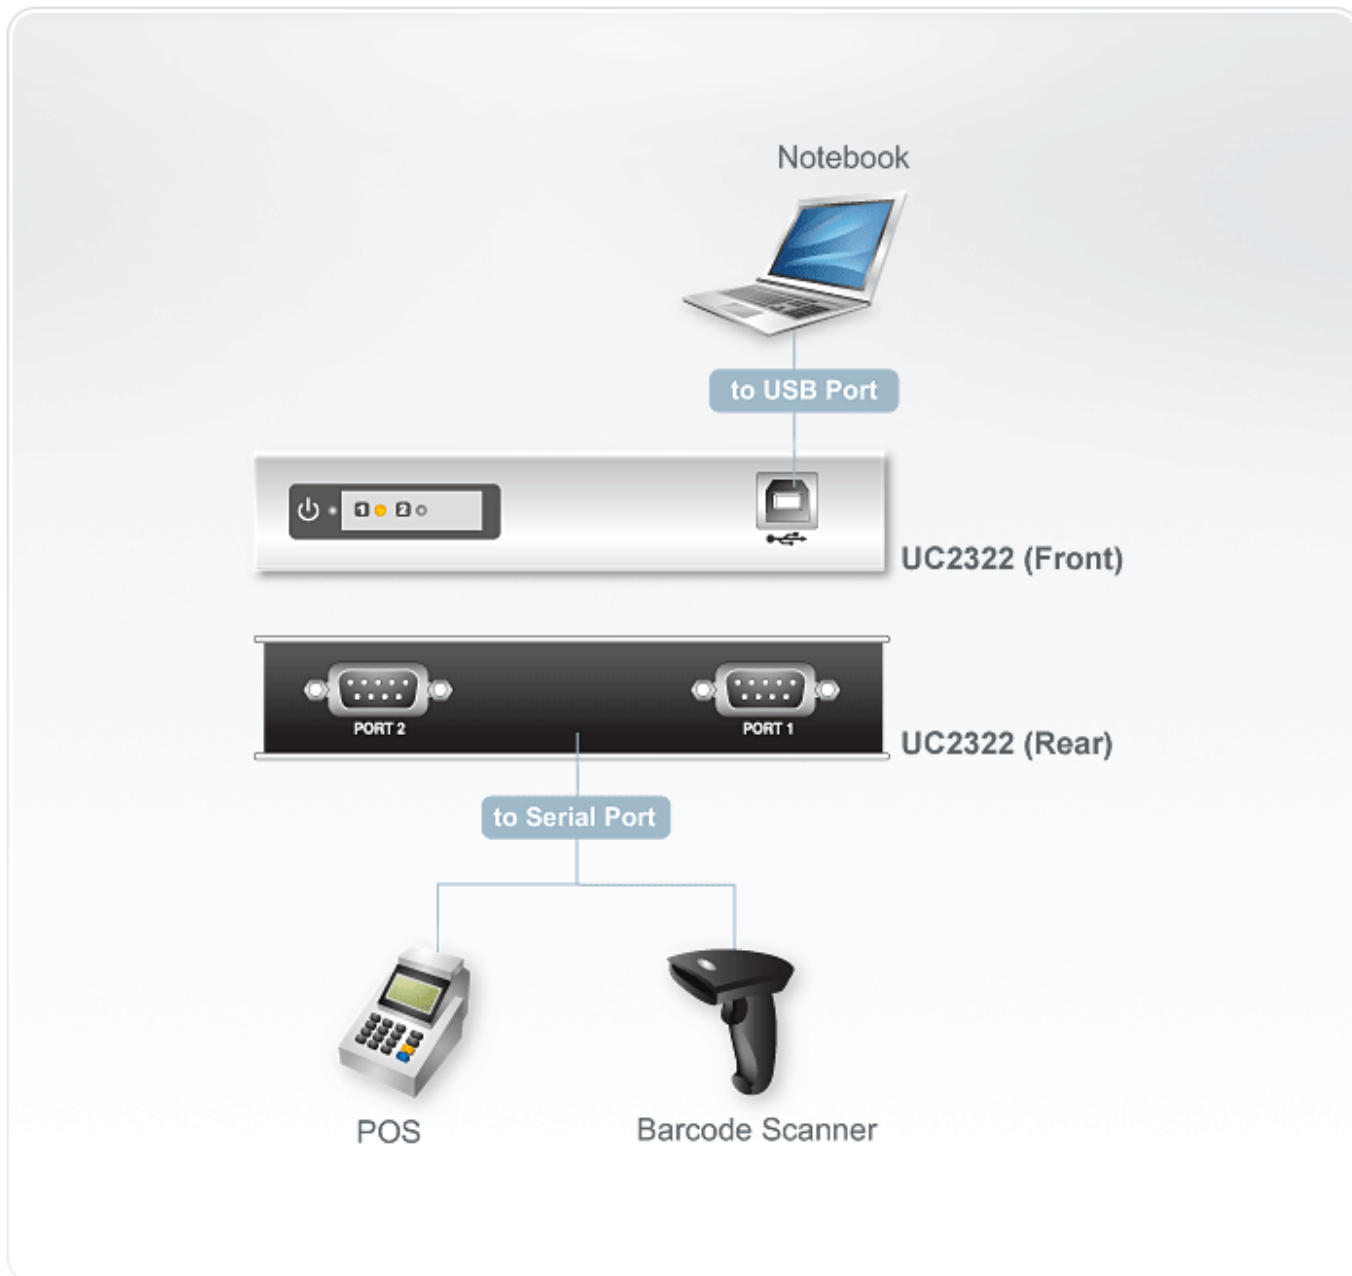 Notebook
to USB Port
1 2
UC2322 (Front)
PORT 2
PORT 1
UC2322 (Rear)
to Serial Port
POS
Barcode Scanner